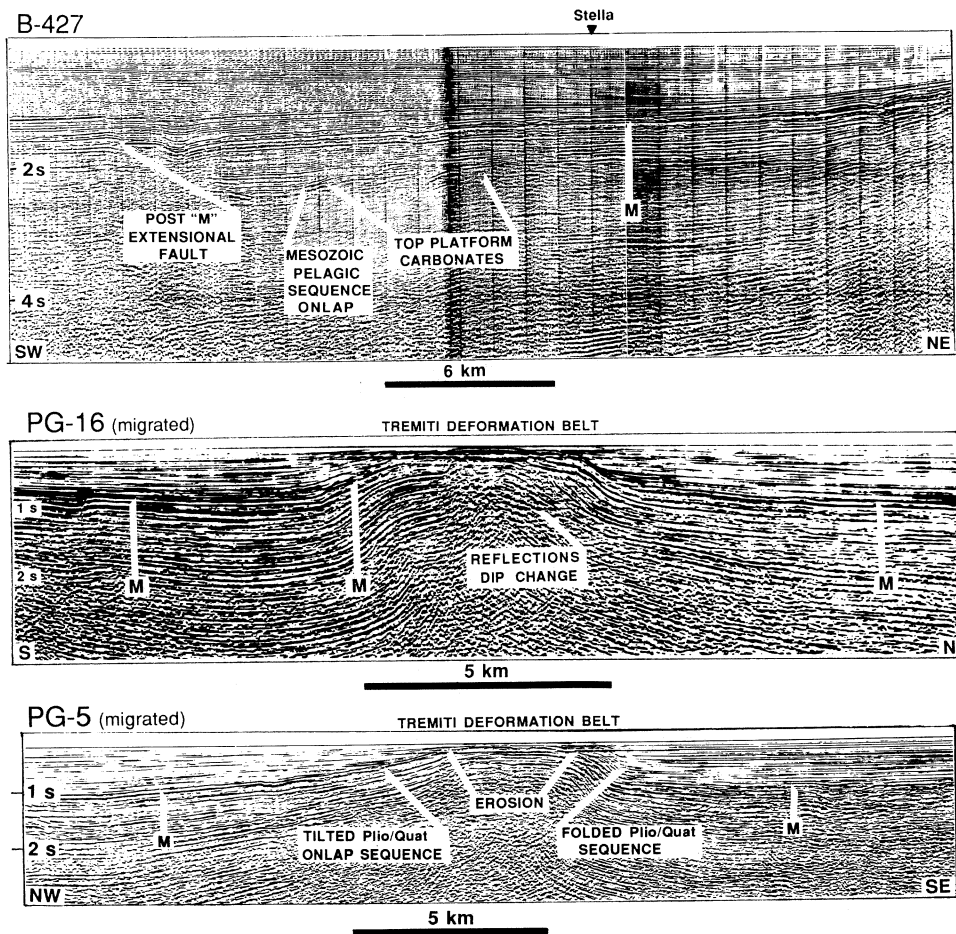 B-427
Stella
2s
4s
POST "M"
EXTENSIONAL
FAULT
MESOZOIC
PELAGIC
SEQUENCE
ONLAP
TOP PLATFORM
CARBONATES
M
SW
NE
6 km
PG-16 (migrated)
TREMITI DEFORMATION BELT
1 s
2 s
M
M
REFLECTIONS
DIP CHANGE
M
S
N
5 km
PG-5 (migrated)
TREMITI DEFORMATION BELT
1 s
2 s
M
TILTED Plio/Quat
ONLAP SEQUENCE
EROSION
FOLDED Plio/Quat
SEQUENCE
M
NW
SE
5 km